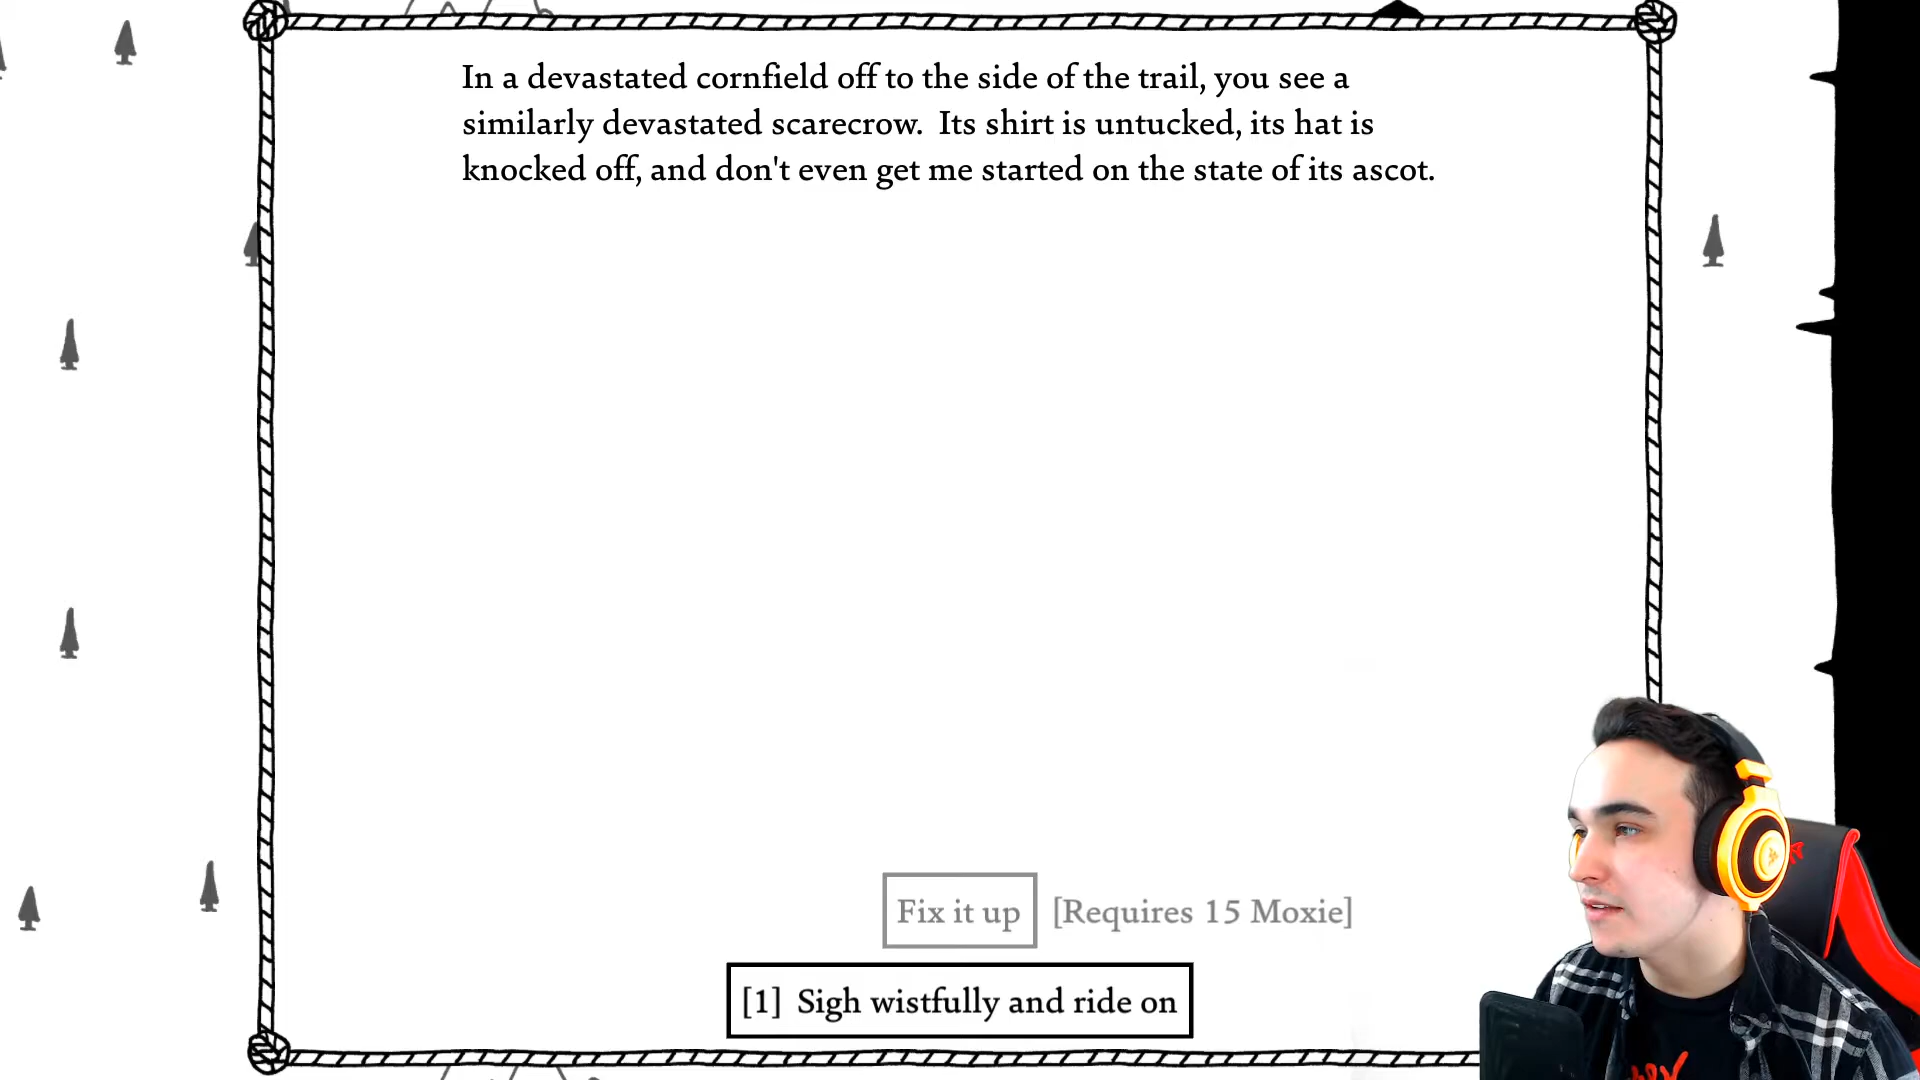 In a devastated cornfield off to the side of the trail, you see a
similarly devastated scarecrow.  Its shirt is untucked, its hat is
knocked off, and don't even get me started on the state of its ascot.
Fix it up [Requires 15 Moxie]
[1] Sigh wistfully and ride on